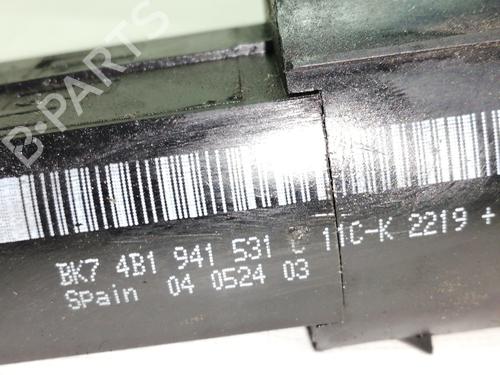 B-PARTS
BK7 4B1 941 531 C 11C-K 2219 +
Spain 04 0524 03